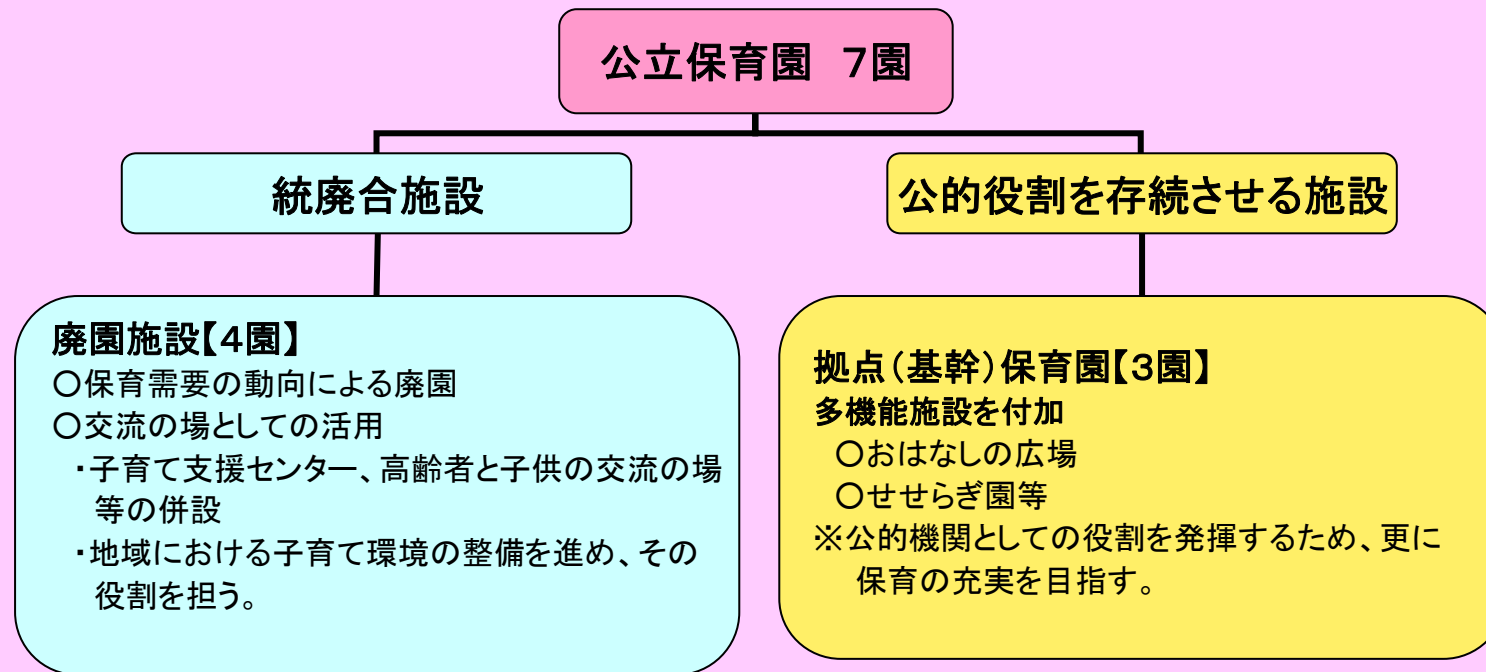 公立保育園　7園
統廃合施設
公的役割を存続させる施設
廃園施設【4園】
〇保育需要の動向による廃園
〇交流の場としての活用
・子育て支援センター、高齢者と子供の交流の場
等の併設
・地域における子育て環境の整備を進め、その
役割を担う。
拠点（基幹）保育園【3園】
多機能施設を付加
〇おはなしの広場
〇せせらぎ園等
※公的機関としての役割を発揮するため、更に
保育の充実を目指す。